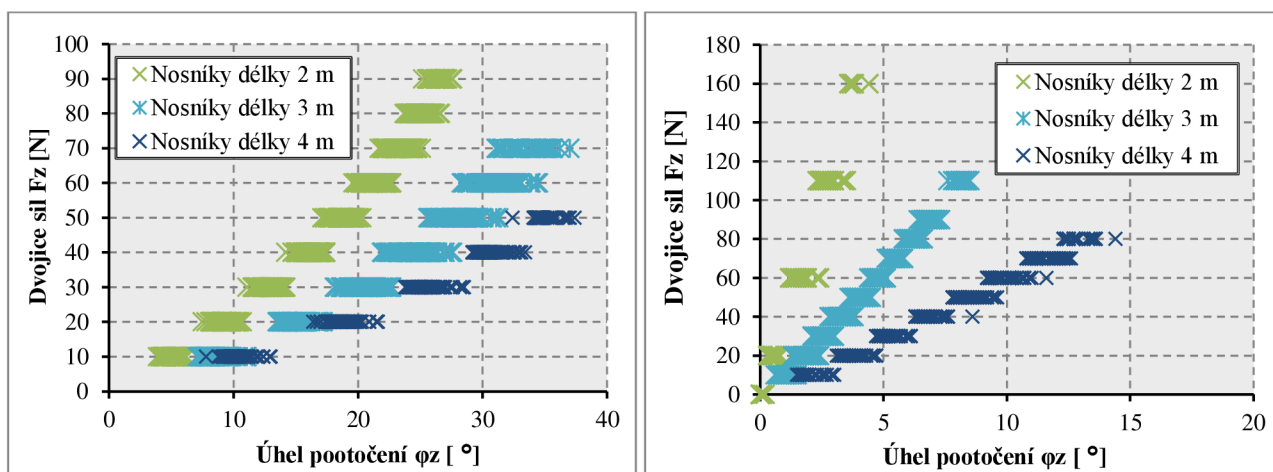 Dvojice sil Fz [N]
100
90
80
70
60
50
40
30
20
10
0
Nosníky délky 2 m
Nosníky délky 3 m
Nosníky délky 4 m
0 10 20 30 40
Úhel pootočení φz [ °]
Dvojice sil Fz [N]
180
160
140
120
100
80
60
40
20
0
Nosníky délky 2 m
Nosníky délky 3 m
Nosníky délky 4 m
0 5 10 15 20
Úhel pootočení φz [ °]